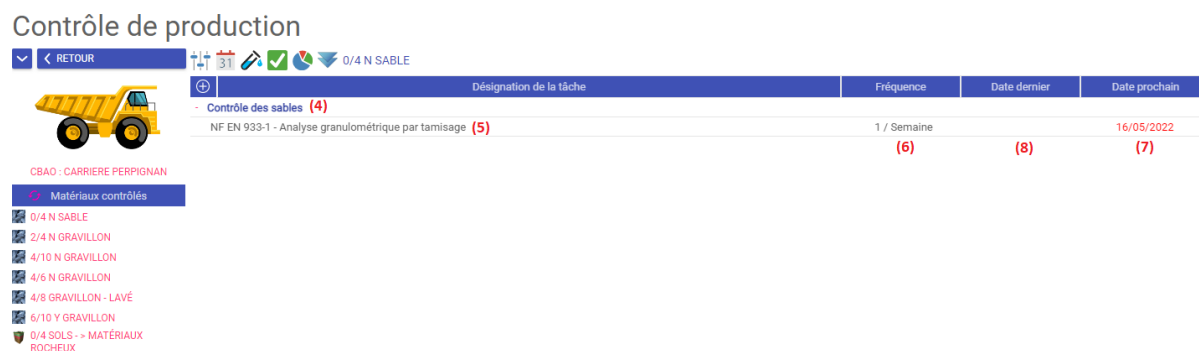 Contrôle de production
RETOUR
31
0/4 N SABLE
Désignation de la tâche Fréquence Date dernier Date prochain
- Contrôle des sables (4)
NF EN 933-1 - Analyse granulométrique par tamisage (5) 1 / Semaine 16/05/2022
(6) (8) (7)
CBAO : CARRIERE PERPIGNAN
Matériaux contrôlés
0/4 N SABLE
2/4 N GRAVILLON
4/10 N GRAVILLON
4/6 N GRAVILLON
4/8 GRAVILLON - LAVÉ
6/10 Y GRAVILLON
0/4 SOLS - > MATÉRIAUX
ROCHEUX